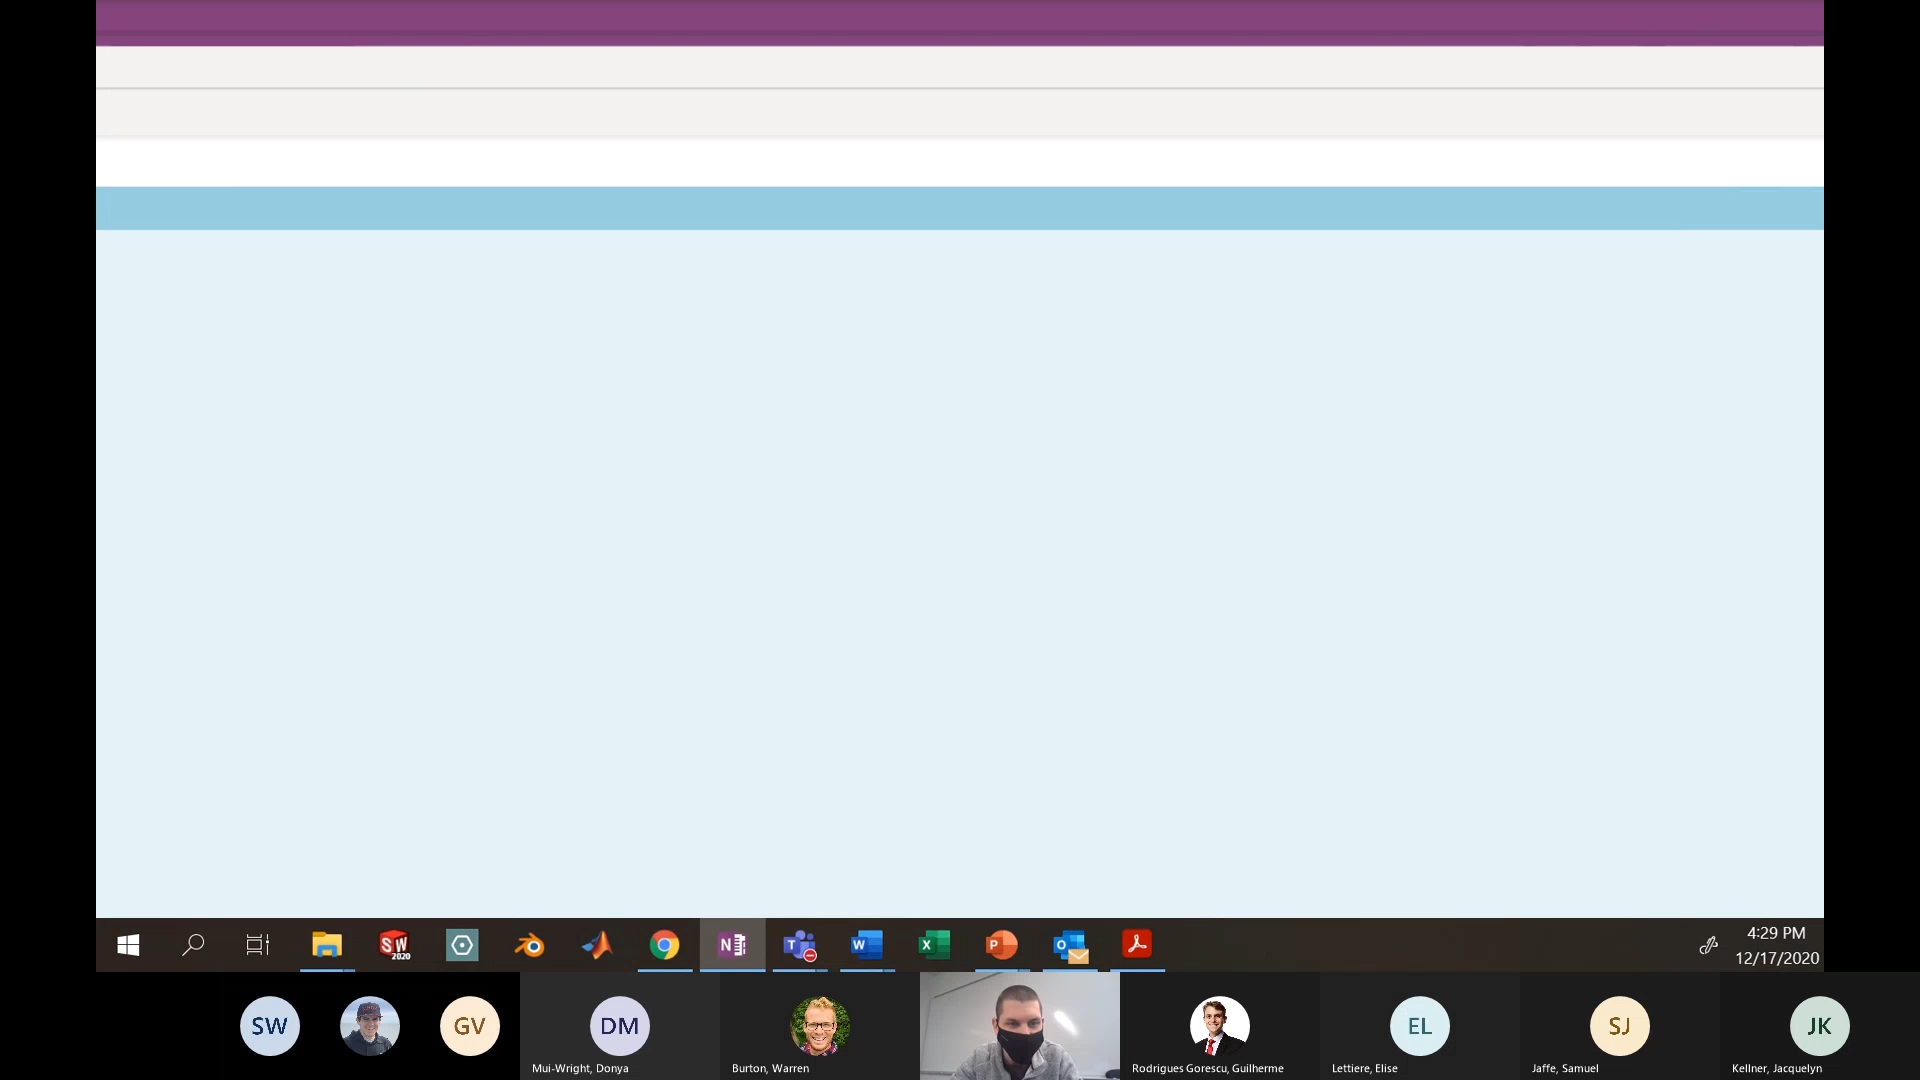 SW
2020
N
T
W
X
P
O
4:29 PM
12/17/2020
SW
GV
DM
EL
SJ
JK
Mui-Wright, Donya
Burton, Warren
Rodrigues Gorescu, Guilherme
Lettiere, Elise
Jaffe, Samuel
Kellner, Jacquelyn